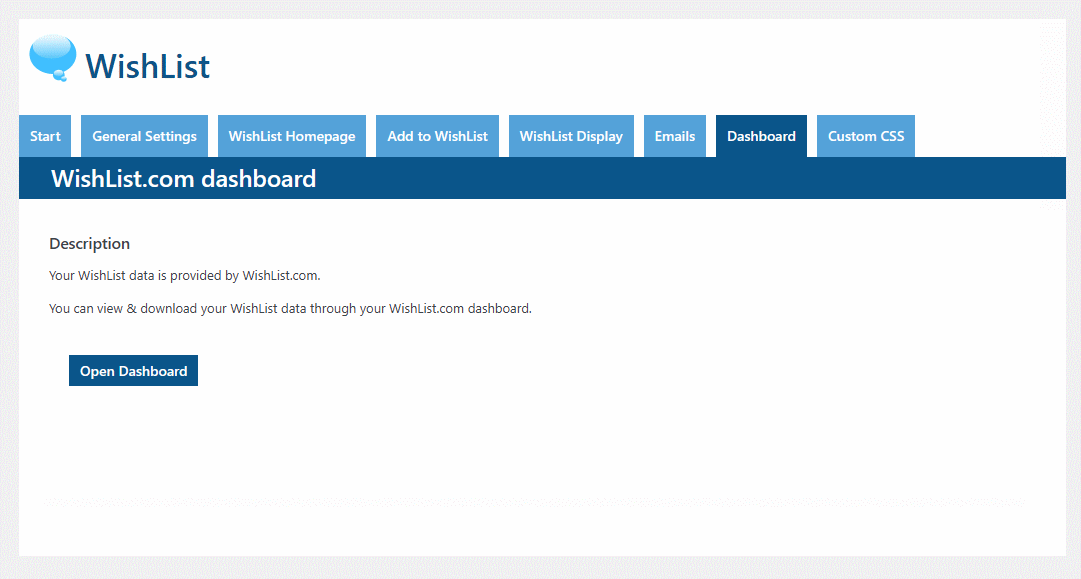 WishList
Start General Settings WishList Homepage Add to WishList WishList Display Emails Dashboard Custom CSS
WishList.com dashboard
Description
Your WishList data is provided by WishList.com.
You can view & download your WishList data through your WishList.com dashboard.
Open Dashboard